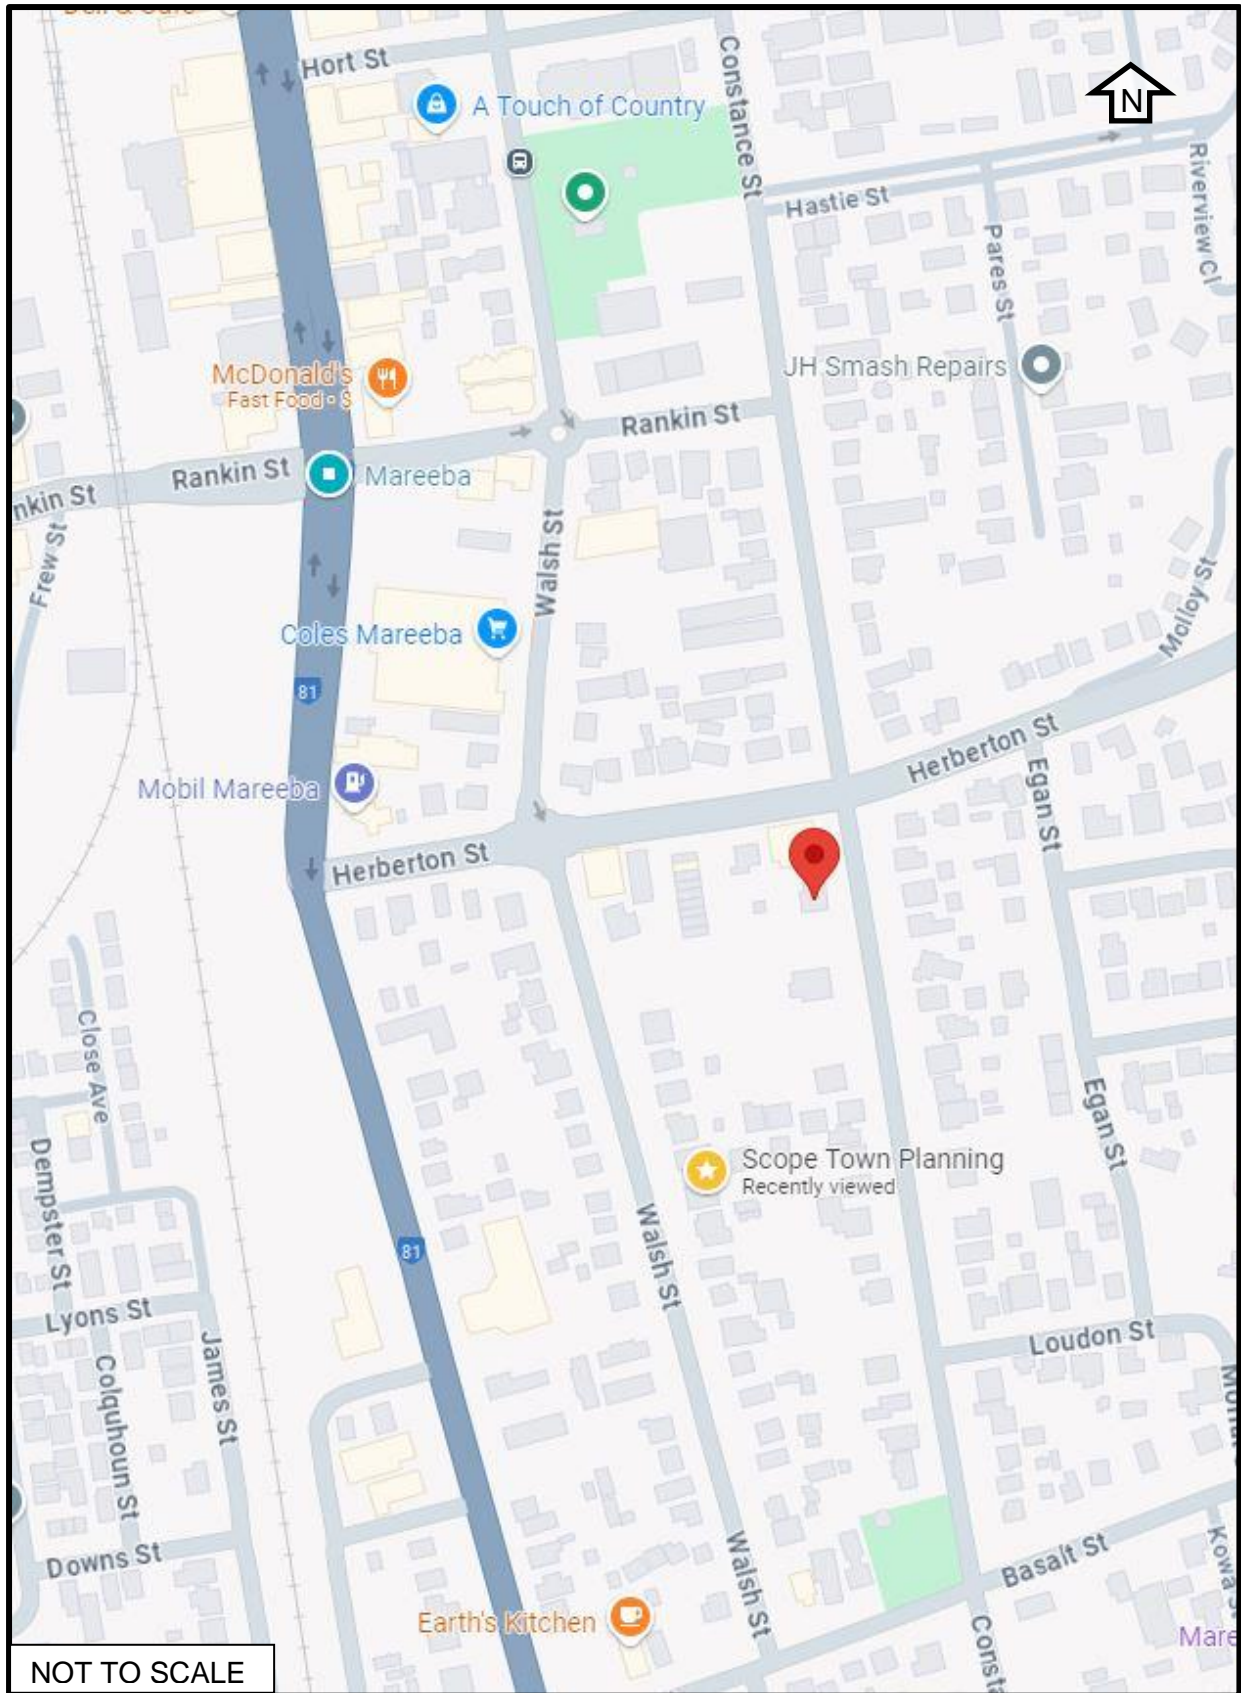 Hort St
A Touch of Country
Constance St
N
Hastie St
Riverview Cl
Pares St
McDonald's
Fast Food · $
JH Smash Repairs
Rankin St
Rankin St
Mareeba
nkin St
Frew St
Walsh St
Molloy St
Coles Mareeba
81
Herberton St
Mobil Mareeba
Egan St
Herberton St
Close Ave
Egan St
Dempster St
Scope Town Planning
Recently viewed
Walsh St
81
Lyons St
James St
Loudon St
Colquhoun St
Walsh St
Basalt St
Downs St
Kowa S
Earth's Kitchen
Const
Mare
NOT TO SCALE